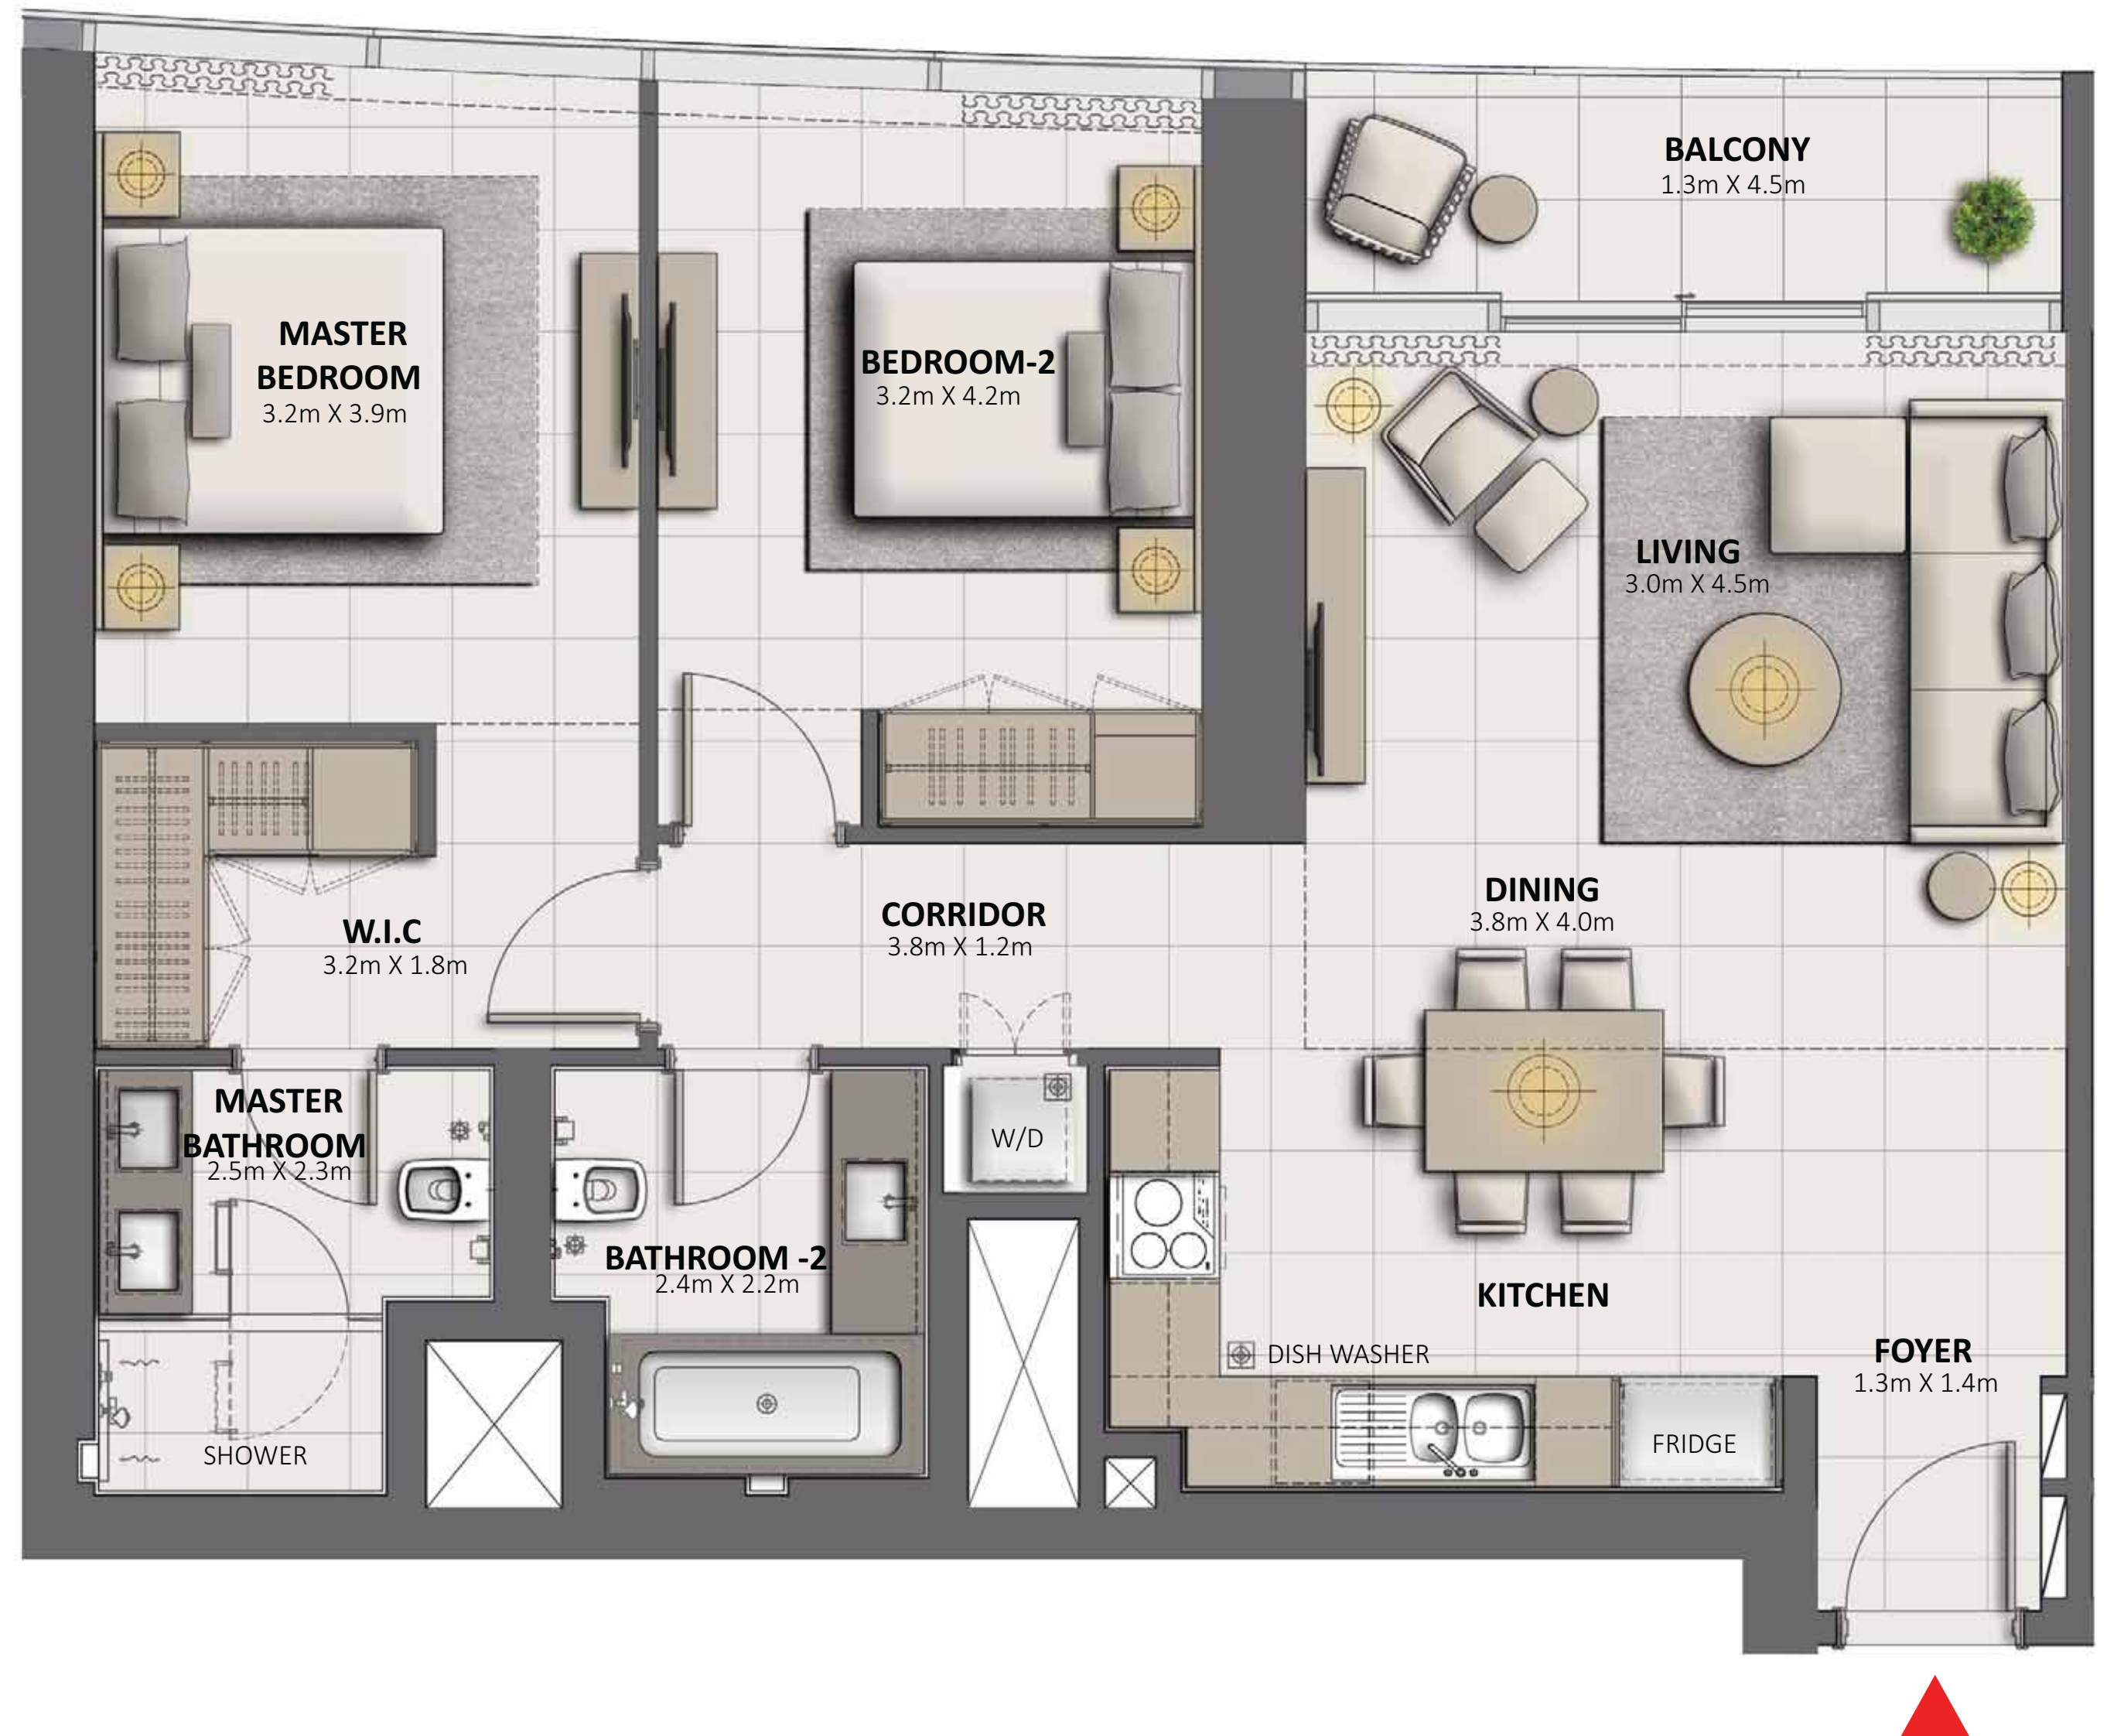 BALCONY
1.3m X 4.5m
MASTER
BEDROOM
3.2m X 3.9m
BEDROOM-2
3.2m X 4.2m
LIVING
3.0m X 4.5m
DINING
3.8m X 4.0m
W.I.C
3.2m X 1.8m
CORRIDOR
3.8m X 1.2m
MASTER
BATHROOM
2.5m X 2.3m
W/D
BATHROOM -2
2.4m X 2.2m
KITCHEN
DISH WASHER
FOYER
1.3m X 1.4m
SHOWER
FRIDGE